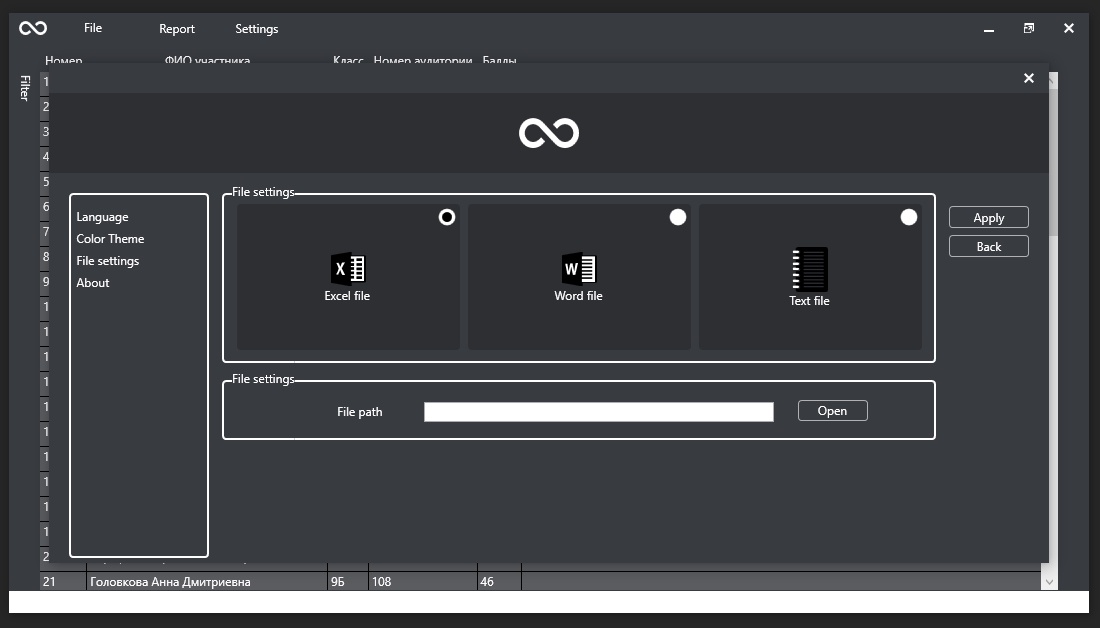 File Report Settings
Номер ФИО участника Класс Номер аудитории Баллы
Filter
1
2
3
4
5
6
7
8
9
1
1
1
1
1
1
1
1
1
1
2
File settings
Language
Color Theme
File settings
About
Excel file
Word file
Text file
Apply
Back
File settings
File path
Open
21 Головкова Анна Дмитриевна 9Б 108 46